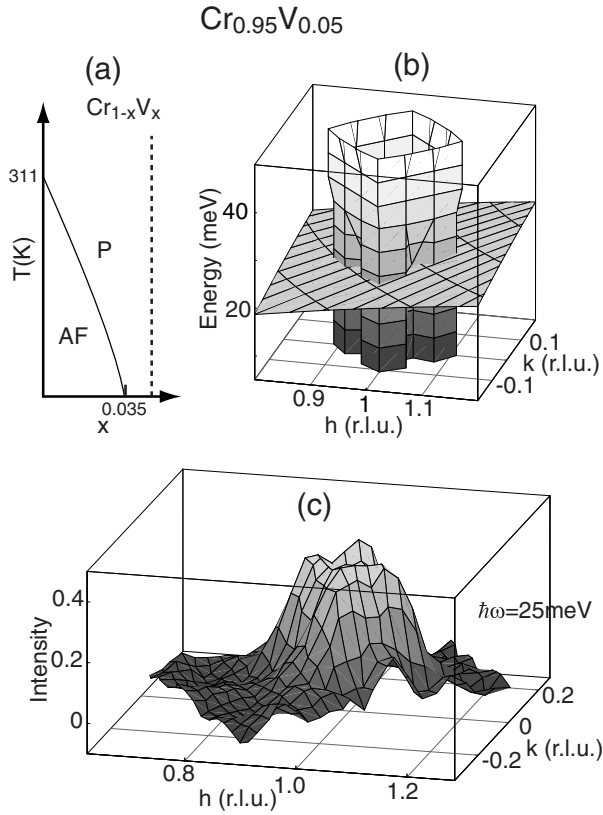 Cr0.95V0.05
(a)
Cr1-xVx
311
T(K)
P
AF
0.035
x
(b)
Energy (meV)
40
20
0.9
1
1.1
h (r.l.u.)
0.1
-0.1
k (r.l.u.)
(c)
ħω=25meV
Intensity
0.4
0.2
0
0.8
1.0
1.2
h (r.l.u.)
0.2
0
-0.2
k (r.l.u.)